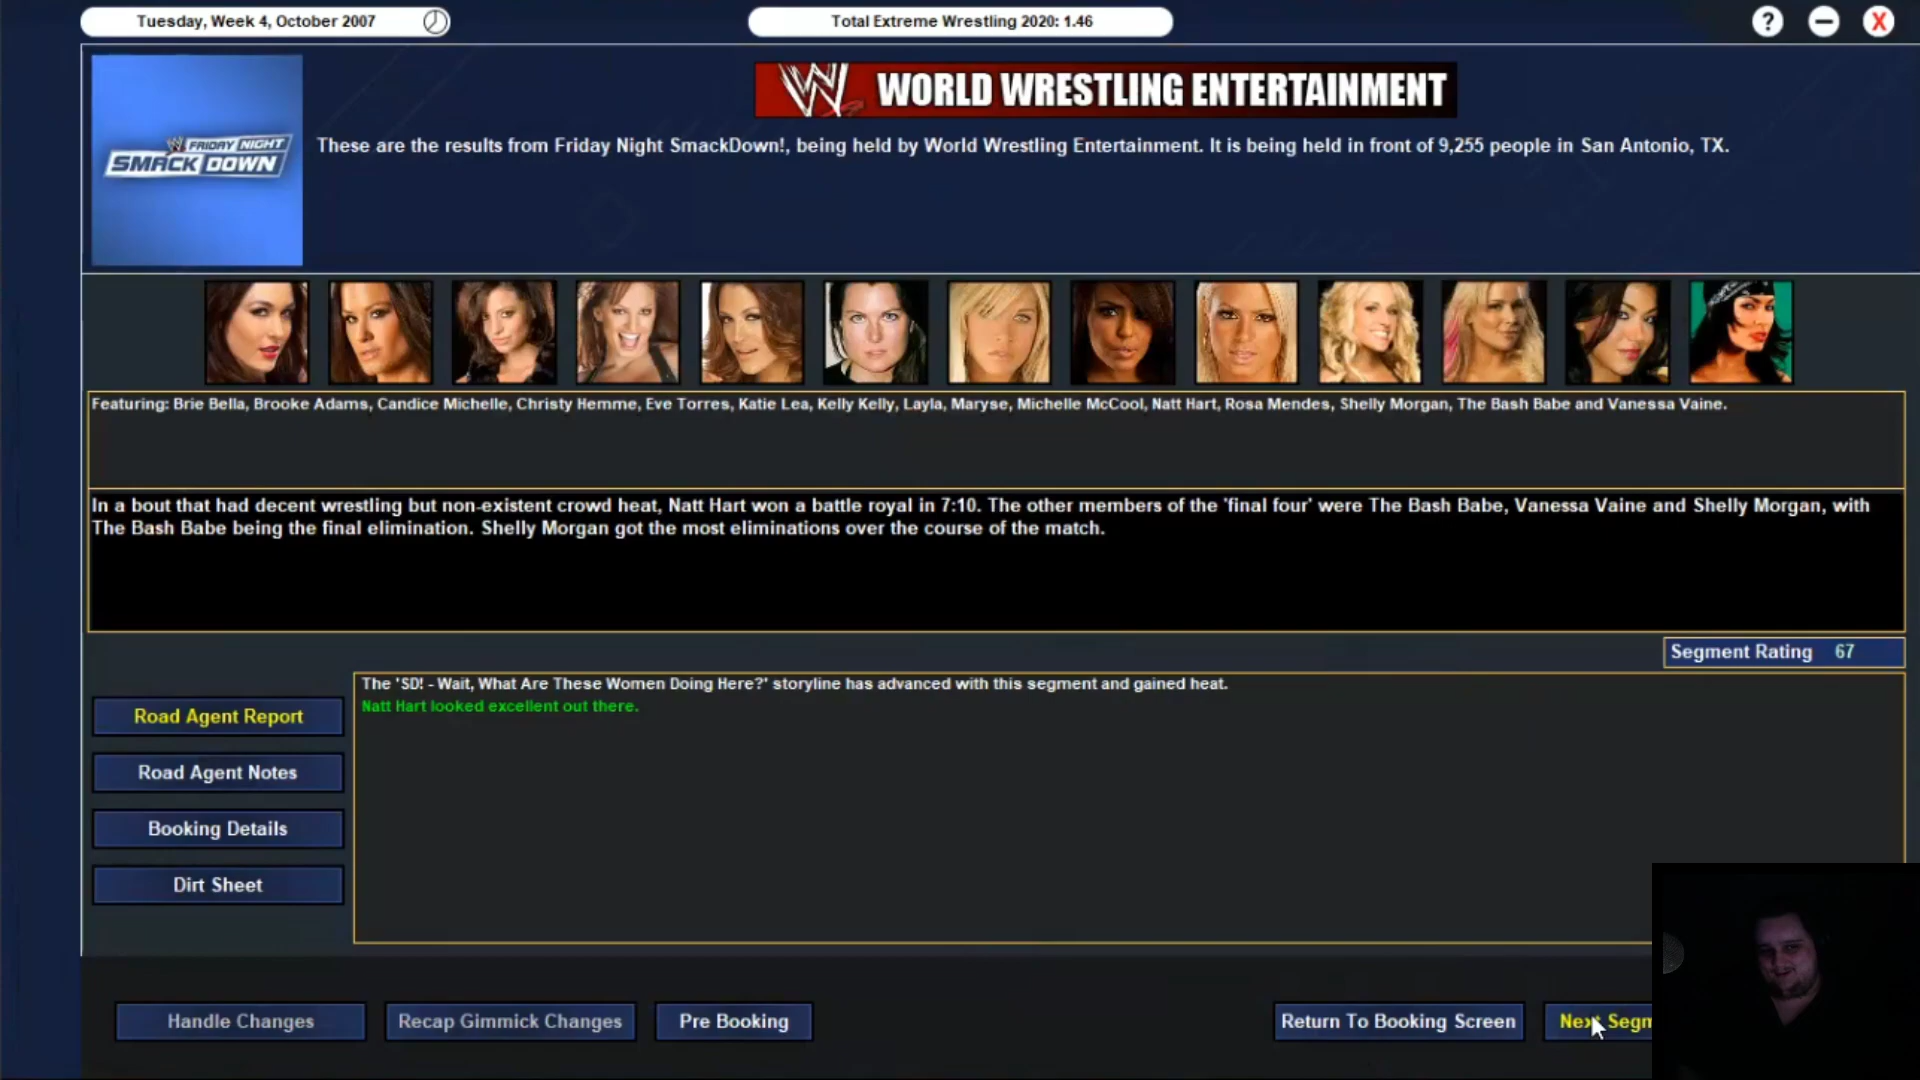 Tuesday, Week 4, October 2007
Total Extreme Wrestling 2020: 1.46
?
X
W WORLD WRESTLING ENTERTAINMENT
FRIDAY NIGHT
SMACK DOWN
These are the results from Friday Night SmackDown!, being held by World Wrestling Entertainment. It is being held in front of 9,255 people in San Antonio, TX.
Featuring: Brie Bella, Brooke Adams, Candice Michelle, Christy Hemme, Eve Torres, Katie Lea, Kelly Kelly, Layla, Maryse, Michelle McCool, Natt Hart, Rosa Mendes, Shelly Morgan, The Bash Babe and Vanessa Vaine.
In a bout that had decent wrestling but non-existent crowd heat, Natt Hart won a battle royal in 7:10. The other members of the 'final four' were The Bash Babe, Vanessa Vaine and Shelly Morgan, with
The Bash Babe being the final elimination. Shelly Morgan got the most eliminations over the course of the match.
Segment Rating 67
The 'SD! - Wait, What Are These Women Doing Here?' storyline has advanced with this segment and gained heat.
Natt Hart looked excellent out there.
Road Agent Report
Road Agent Notes
Booking Details
Dirt Sheet
Handle Changes
Recap Gimmick Changes
Pre Booking
Return To Booking Screen
Next Segm